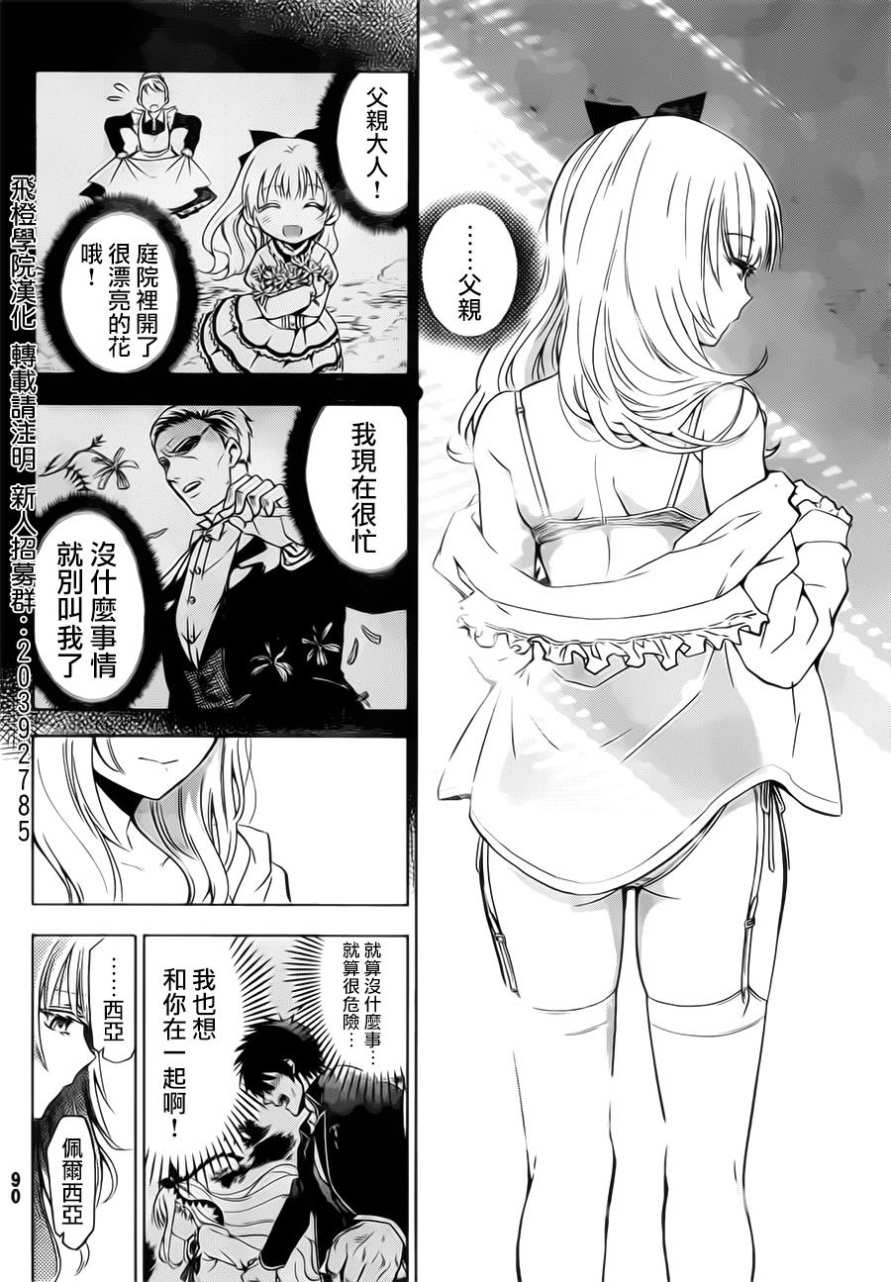 ……父親
父親大人！
庭院裡開了
很漂亮的花
哦！
我現在很忙
沒什麼事情
就別叫我了
就算沒什麼事…
就算很危險…
我也想
和你在一起啊！
……西亞
佩爾西亞
飛橙學院漢化 轉載請注明 新人招募群：20392785
90